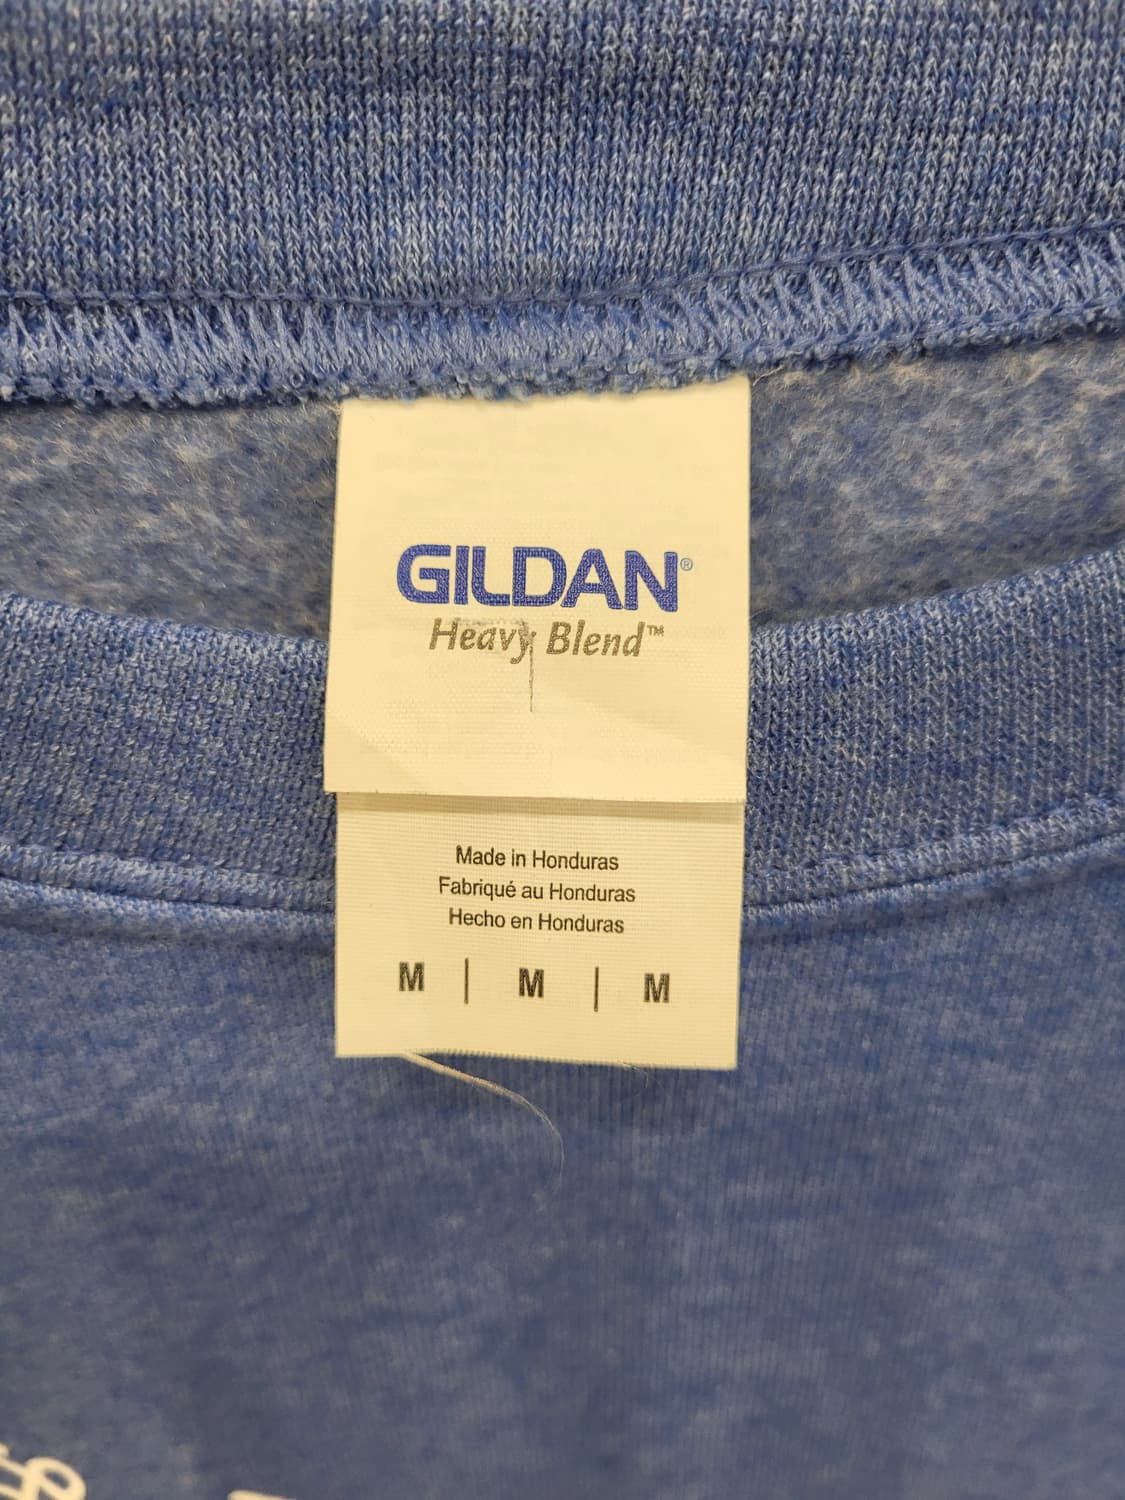 GILDAN®
Heavy Blend™
Made in Honduras
Fabriqué au Honduras
Hecho en Honduras
M | M | M